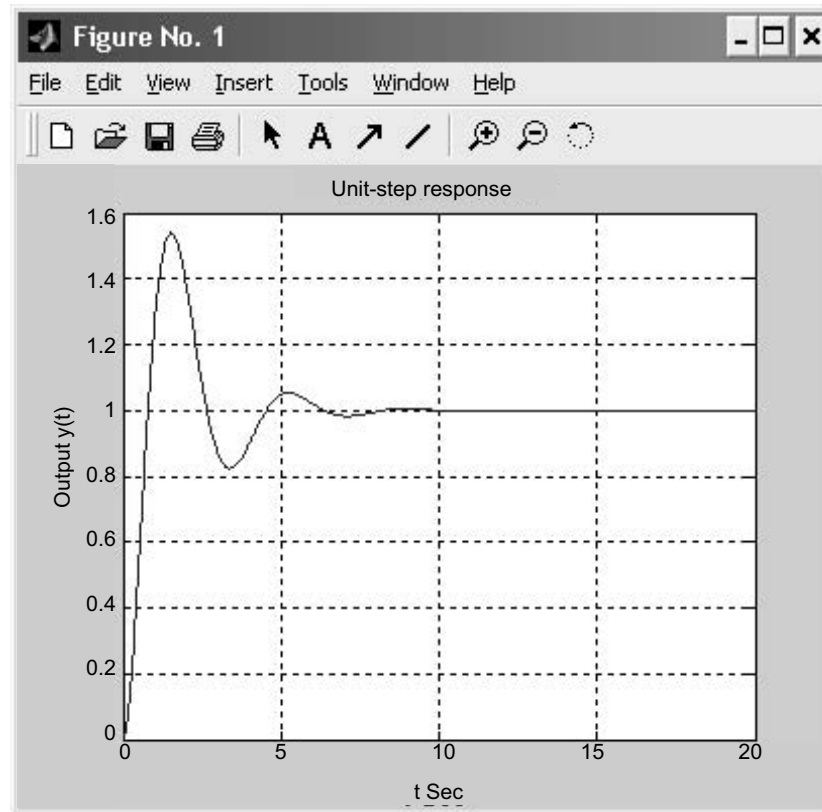 Figure No. 1
File Edit View Insert Tools Window Help
A
Unit-step response
1.6
1.4
1.2
1
0.8
0.6
0.4
0.2
0
Output y(t)
0 5 10 15 20
t Sec